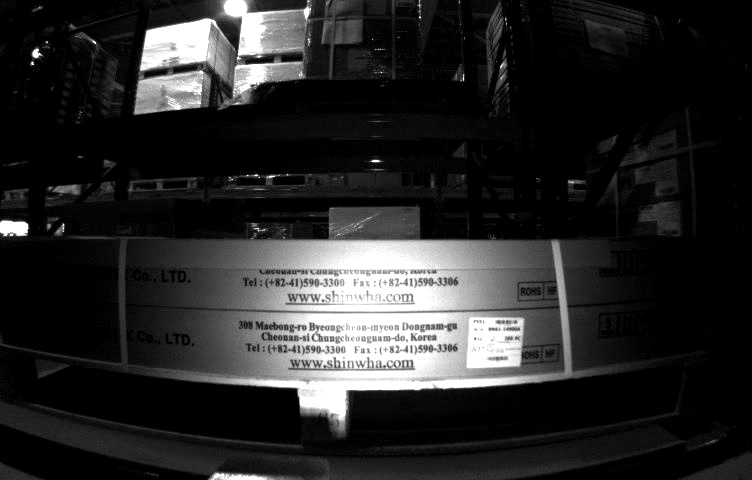 Co., LTD.
Cheonan-si Chungcheongnam-do, Korea
Tel : (+82-41)590-3300 Fax : (+82-41)590-3306
www.shinwha.com
ROHS HF
Co., LTD.
308 Maebong-ro Byeongcheon-myeon Dongnam-gu
Cheonan-si Chungcheongnam-do, Korea
Tel : (+82-41)590-3300 Fax : (+82-41)590-3306
www.shinwha.com
200 PC
ROHS HF